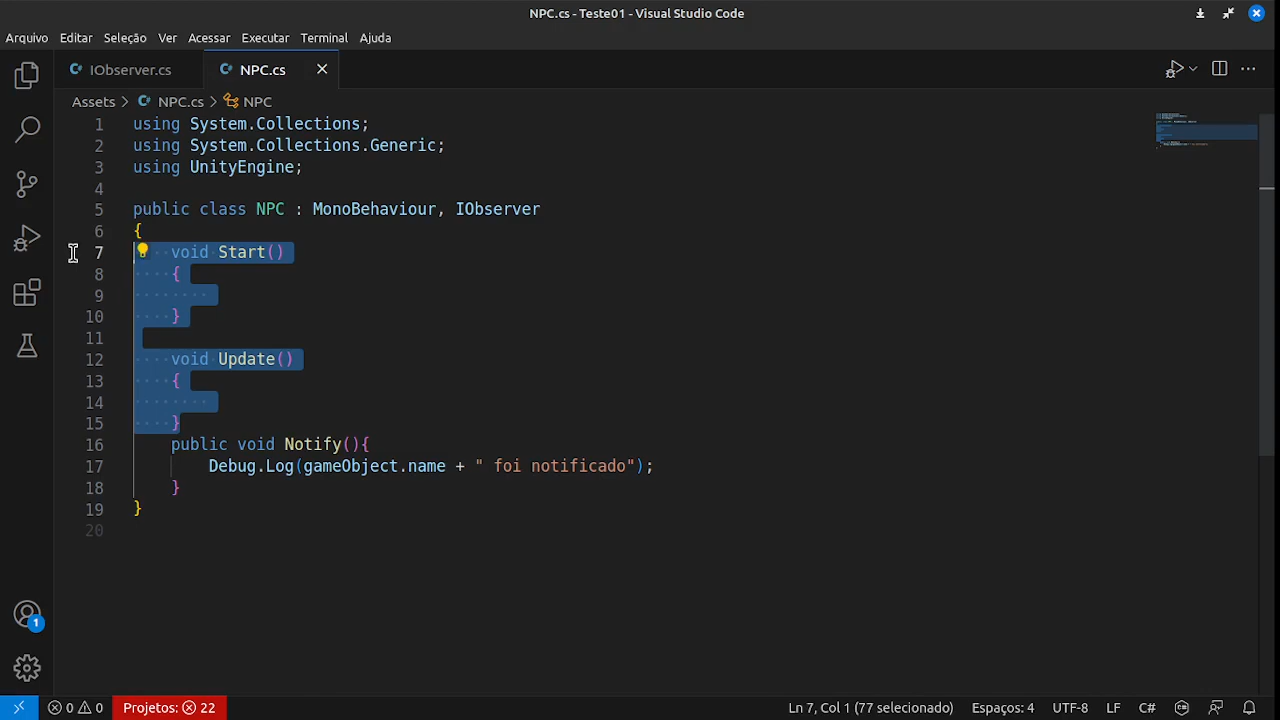 NPC.cs - Teste01 - Visual Studio Code
Arquivo Editar Seleção Ver Acessar Executar Terminal Ajuda
IObserver.cs NPC.cs
Assets > NPC.cs > NPC
1 using System.Collections;
2 using System.Collections.Generic;
3 using UnityEngine;
4
5 public class NPC : MonoBehaviour, IObserver
6 {
7 void Start()
8 {
9
10 }
11
12 void Update()
13 {
14
15 }
16 public void Notify(){
17 Debug.Log(gameObject.name + " foi notificado");
18 }
19 }
20
1
0 0 Projetos: 22 Ln 7, Col 1 (77 selecionado) Espaços: 4 UTF-8 LF C#